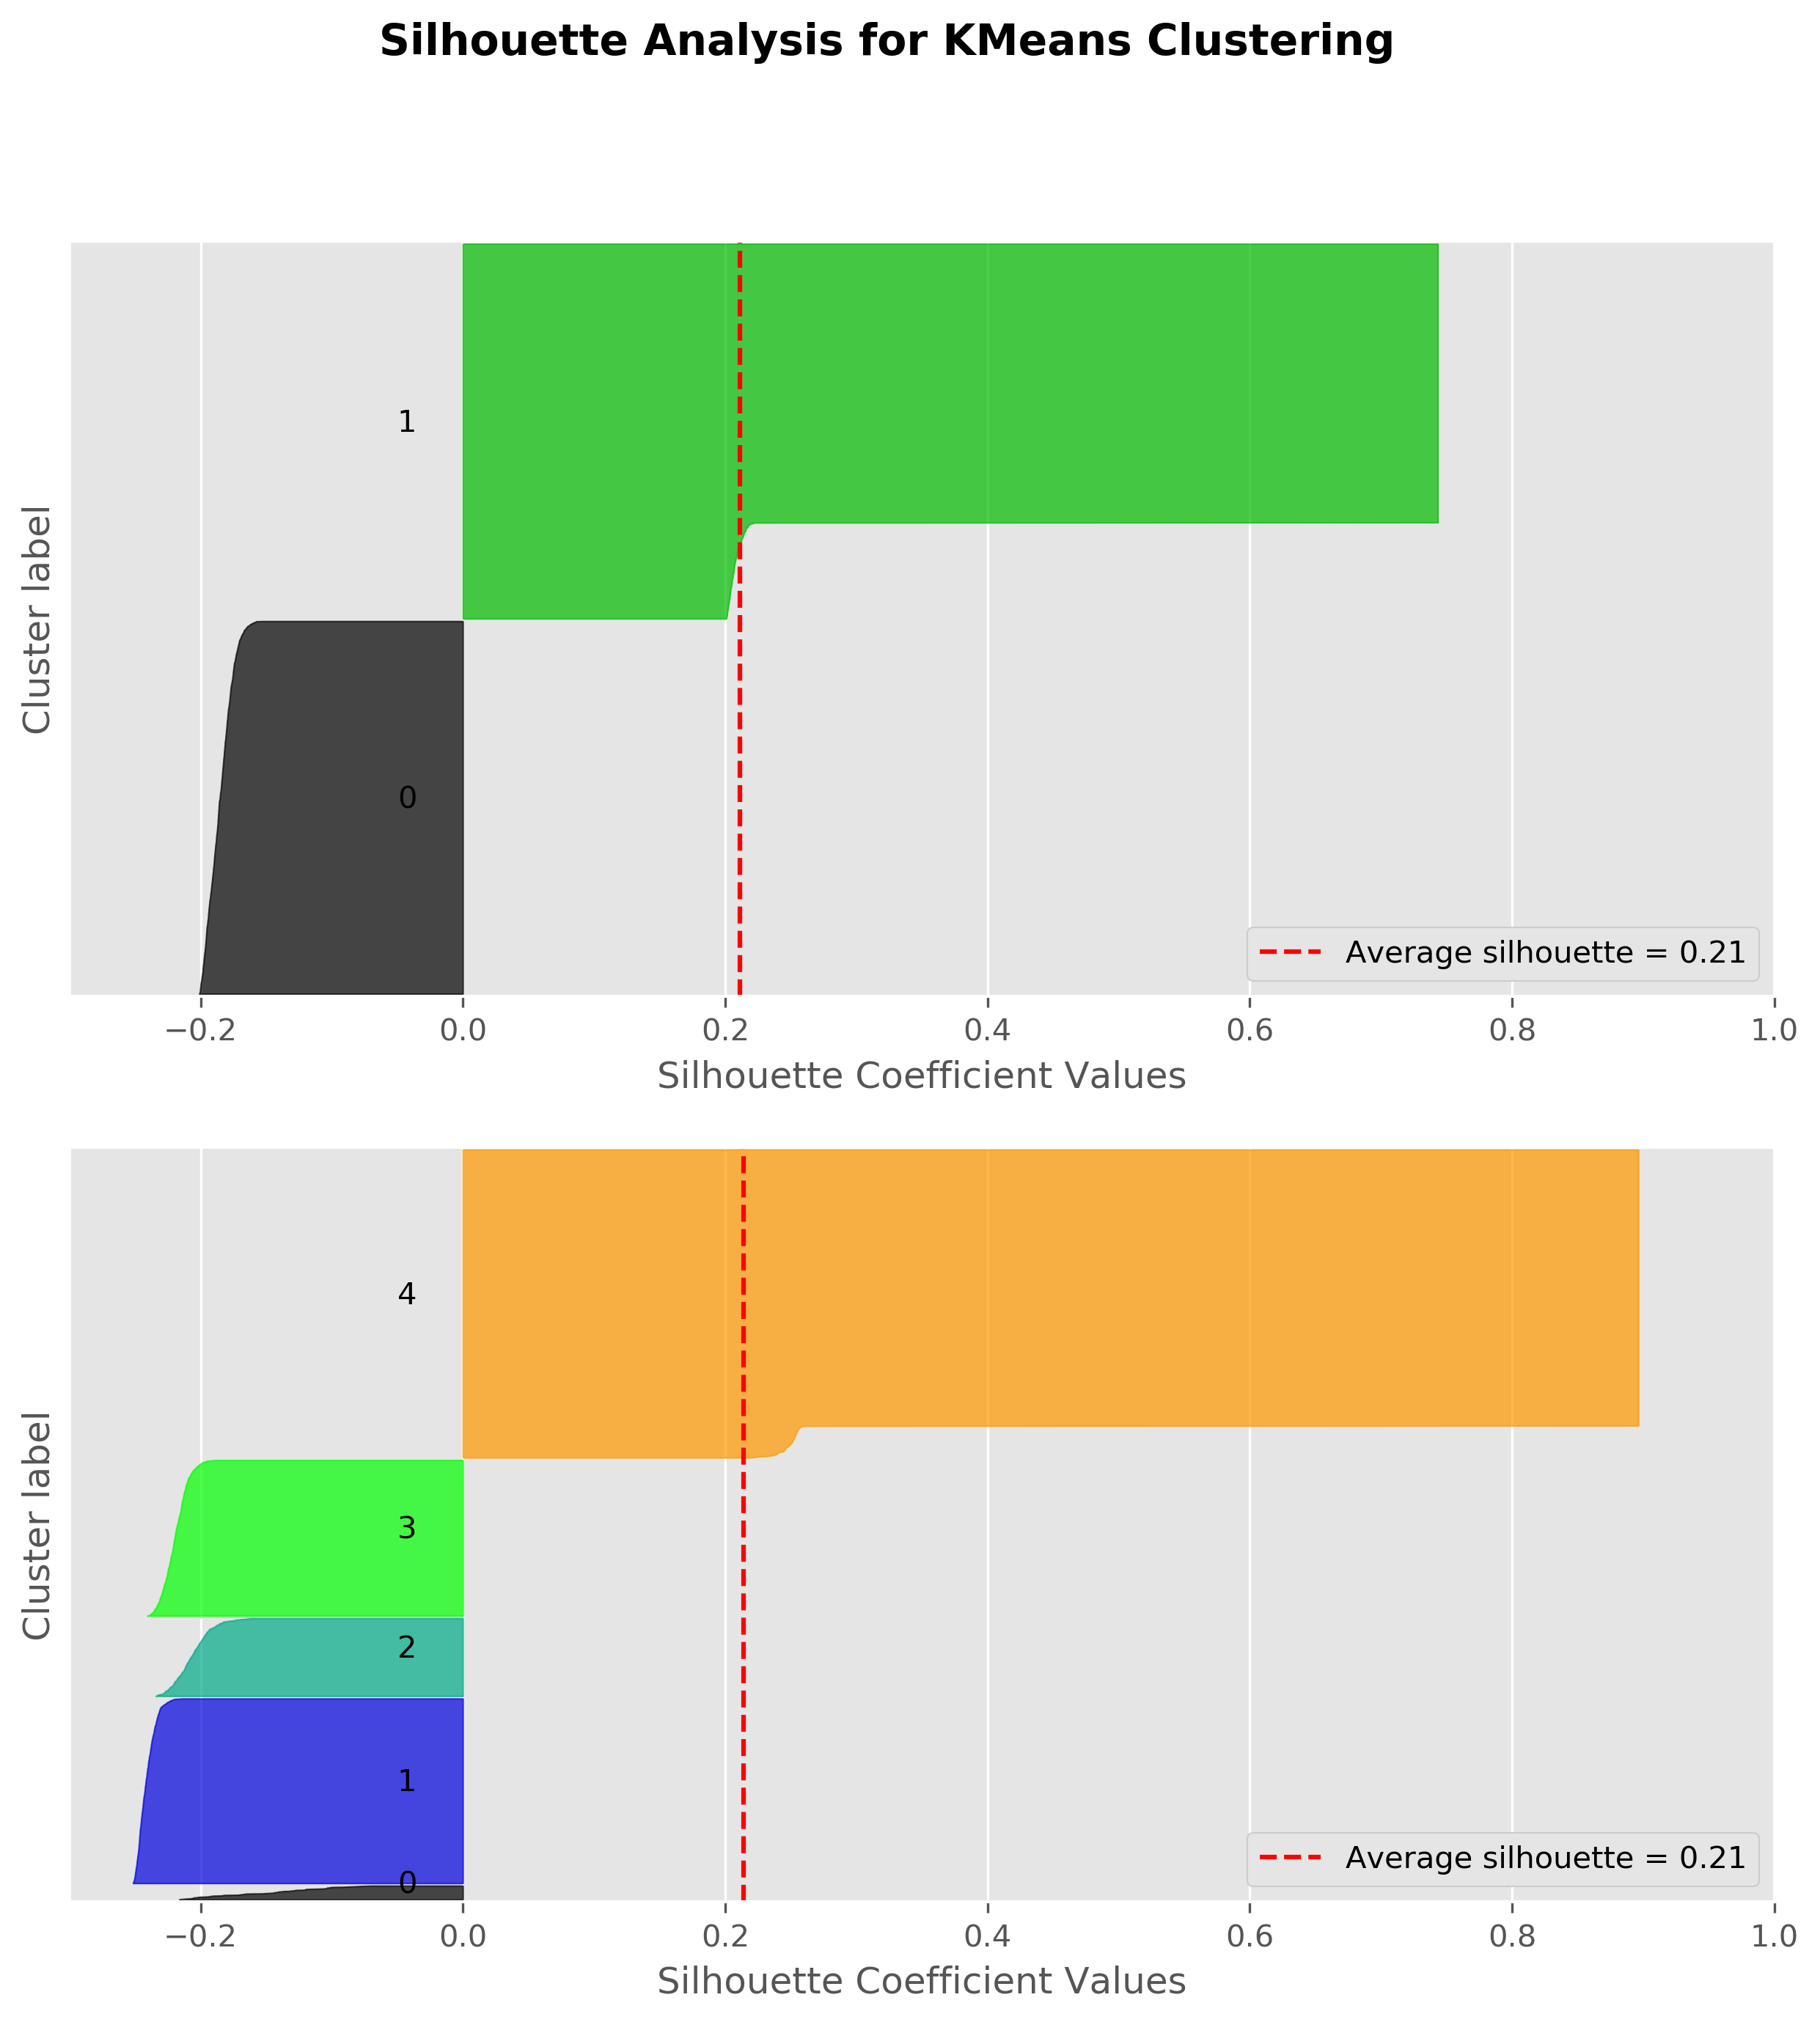 Silhouette Analysis for KMeans Clustering
Cluster label
1
0
Average silhouette = 0.21
−0.2 0.0 0.2 0.4 0.6 0.8 1.0
Silhouette Coefficient Values
Cluster label
4
3
2
1
0
Average silhouette = 0.21
−0.2 0.0 0.2 0.4 0.6 0.8 1.0
Silhouette Coefficient Values